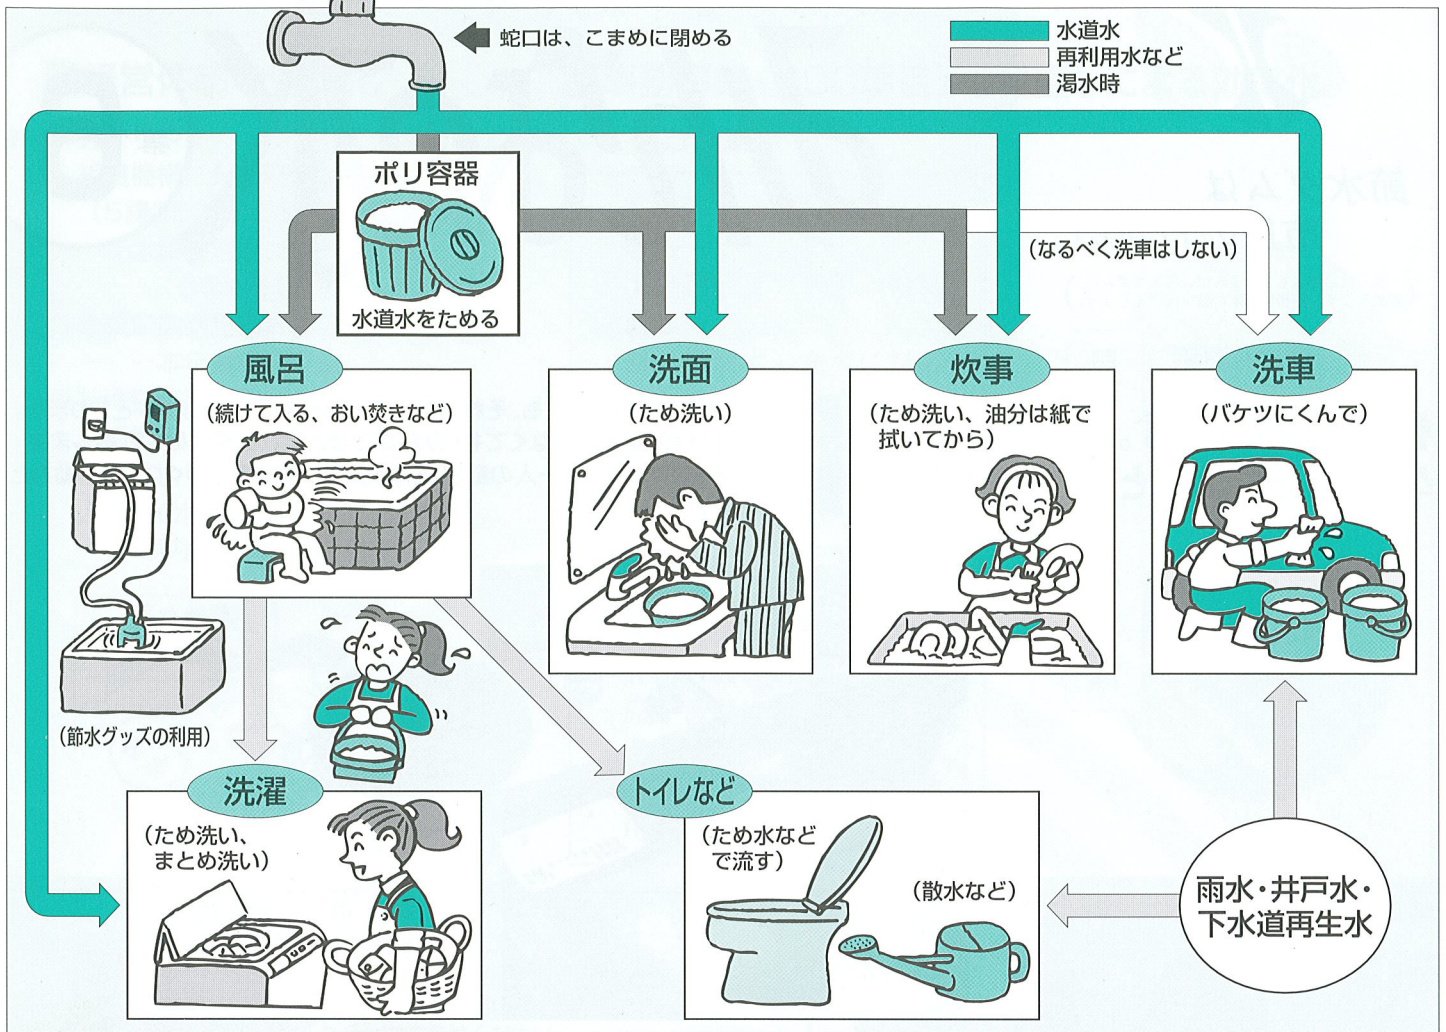 蛇口は、こまめに閉める
水道水
再利用水など
渇水時
ポリ容器
水道水をためる
(なるべく洗車はしない)
風呂
(続けて入る、おい焚きなど)
洗面
(ため洗い)
炊事
(ため洗い、油分は紙で
拭いてから)
洗車
(バケツにくんで)
(節水グッズの利用)
洗濯
(ため洗い、
まとめ洗い)
トイレなど
(ため水など
で流す)
(散水など)
雨水・井戸水・
下水道再生水
節水ダムは